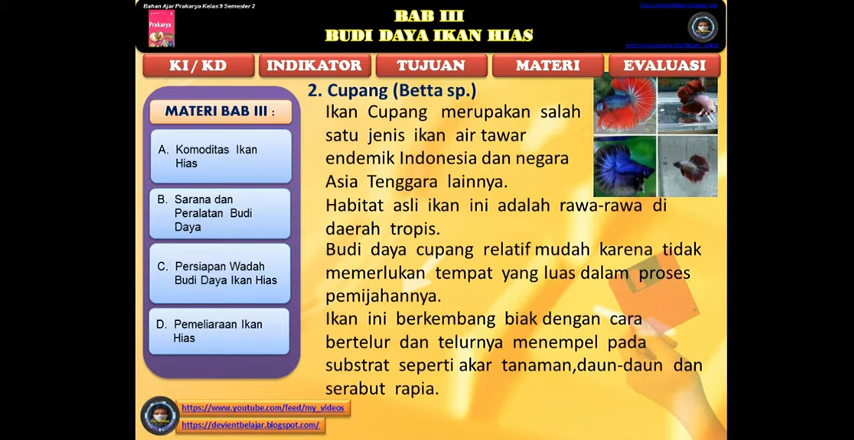 Bahan Ajar Prakarya Kelas 9 Semester 2
Prakarya
BAB III
BUDI DAYA IKAN HIAS
KI / KD
INDIKATOR
TUJUAN
MATERI
EVALUASI
MATERI BAB III :
A. Komoditas Ikan
Hias
B. Sarana dan
Peralatan Budi
Daya
C. Persiapan Wadah
Budi Daya Ikan Hias
D. Pemeliaraan Ikan
Hias
2. Cupang (Betta sp.)
Ikan Cupang merupakan salah
satu jenis ikan air tawar
endemik Indonesia dan negara
Asia Tenggara lainnya.
Habitat asli ikan ini adalah rawa-rawa di
daerah tropis.
Budi daya cupang relatif mudah karena tidak
memerlukan tempat yang luas dalam proses
pemijahannya.
Ikan ini berkembang biak dengan cara
bertelur dan telurnya menempel pada
substrat seperti akar tanaman,daun-daun dan
serabut rapia.
https://www.youtube.com/feed/my_videos
https://devientbelajar.blogspot.com/